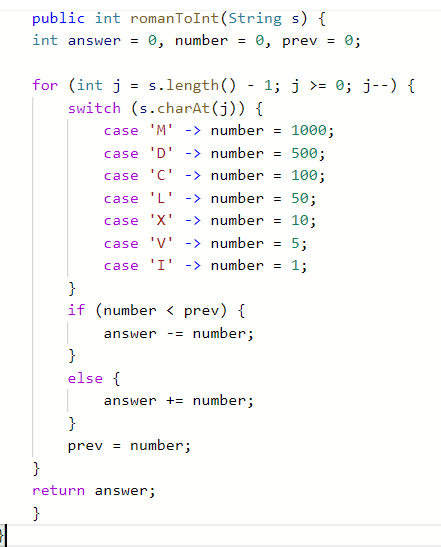 public int romanToInt(String s) {
int answer = 0, number = 0, prev = 0;
for (int j = s.length() - 1; j >= 0; j--) {
switch (s.charAt(j)) {
case 'M' -> number = 1000;
case 'D' -> number = 500;
case 'C' -> number = 100;
case 'L' -> number = 50;
case 'X' -> number = 10;
case 'V' -> number = 5;
case 'I' -> number = 1;
}
if (number < prev) {
answer -= number;
}
else {
answer += number;
}
prev = number;
}
return answer;
}
}